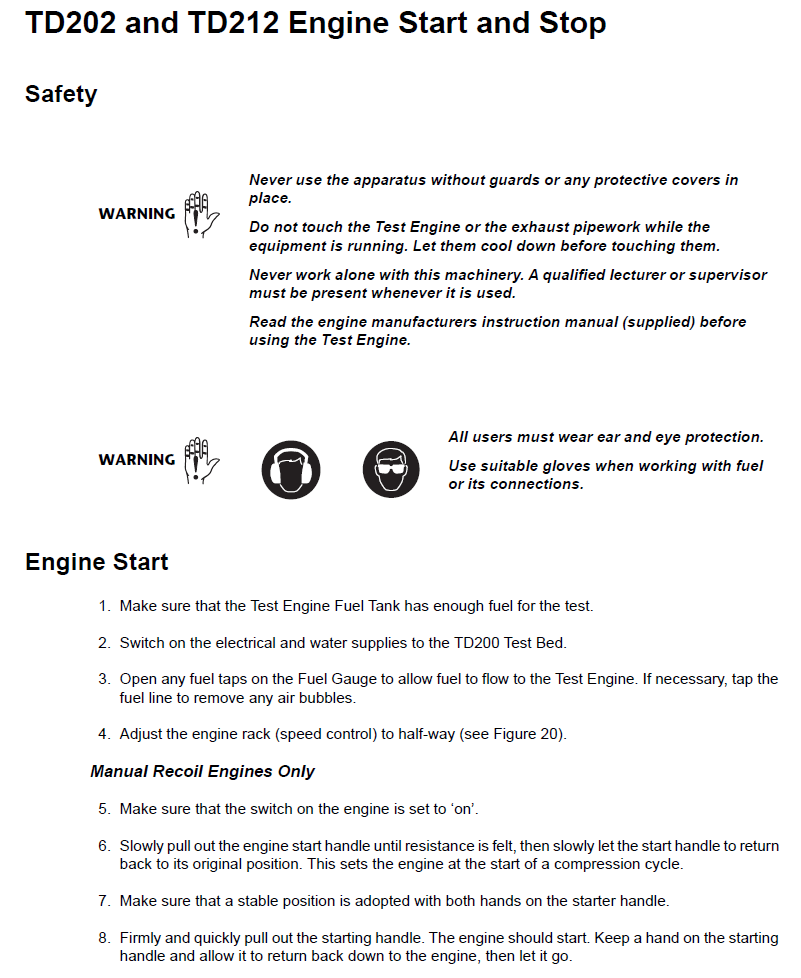 TD202 and TD212 Engine Start and Stop
Safety
WARNING
Never use the apparatus without guards or any protective covers in
place.
Do not touch the Test Engine or the exhaust pipework while the
equipment is running. Let them cool down before touching them.
Never work alone with this machinery. A qualified lecturer or supervisor
must be present whenever it is used.
Read the engine manufacturers instruction manual (supplied) before
using the Test Engine.
WARNING
All users must wear ear and eye protection.
Use suitable gloves when working with fuel
or its connections.
Engine Start
1. Make sure that the Test Engine Fuel Tank has enough fuel for the test.
2. Switch on the electrical and water supplies to the TD200 Test Bed.
3. Open any fuel taps on the Fuel Gauge to allow fuel to flow to the Test Engine. If necessary, tap the
fuel line to remove any air bubbles.
4. Adjust the engine rack (speed control) to half-way (see Figure 20).
Manual Recoil Engines Only
5. Make sure that the switch on the engine is set to ‘on’.
6. Slowly pull out the engine start handle until resistance is felt, then slowly let the start handle to return
back to its original position. This sets the engine at the start of a compression cycle.
7. Make sure that a stable position is adopted with both hands on the starter handle.
8. Firmly and quickly pull out the starting handle. The engine should start. Keep a hand on the starting
handle and allow it to return back down to the engine, then let it go.